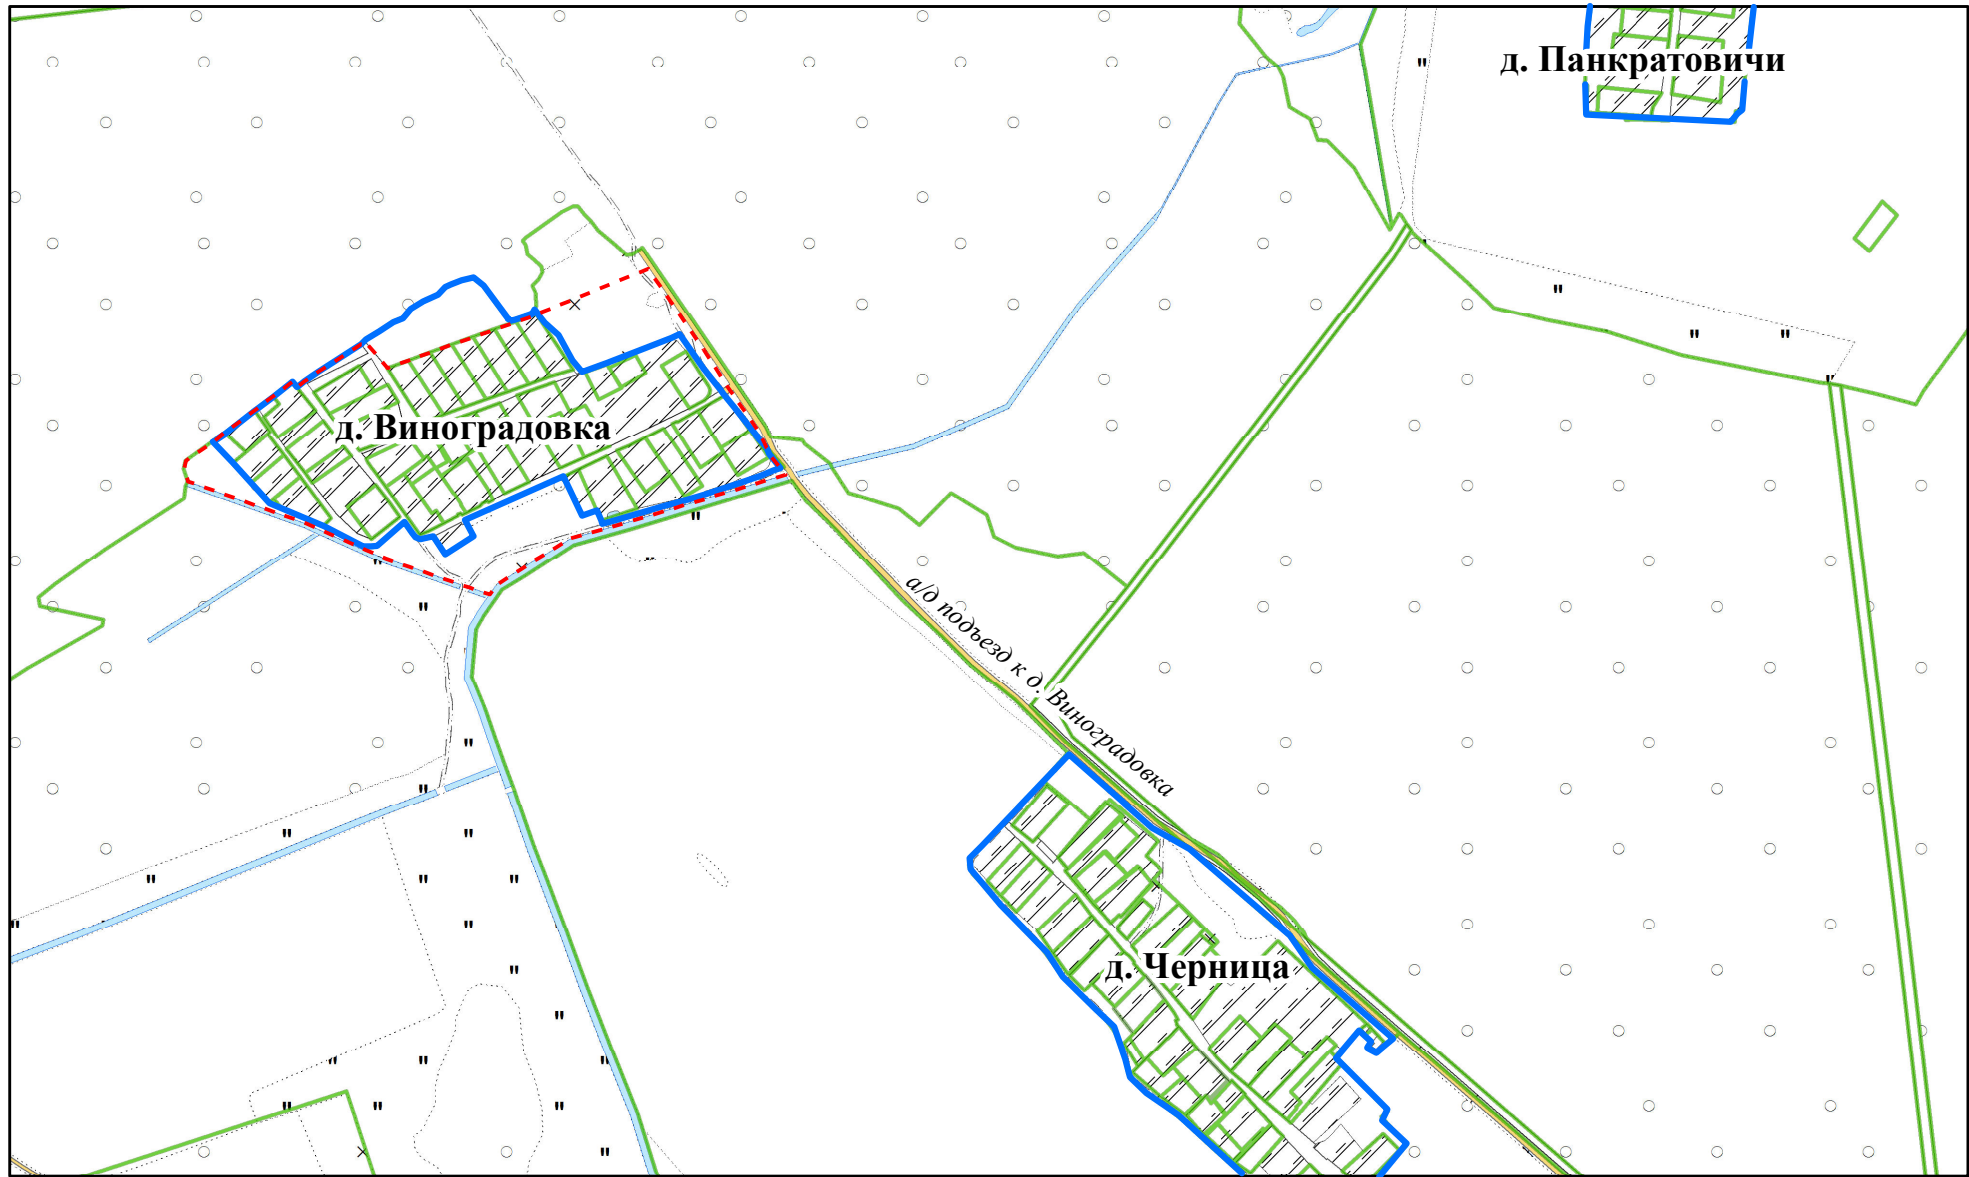 д. Панкратовичи
д. Виноградовка
а/д подъезд к д. Виноградовка
д. Черница